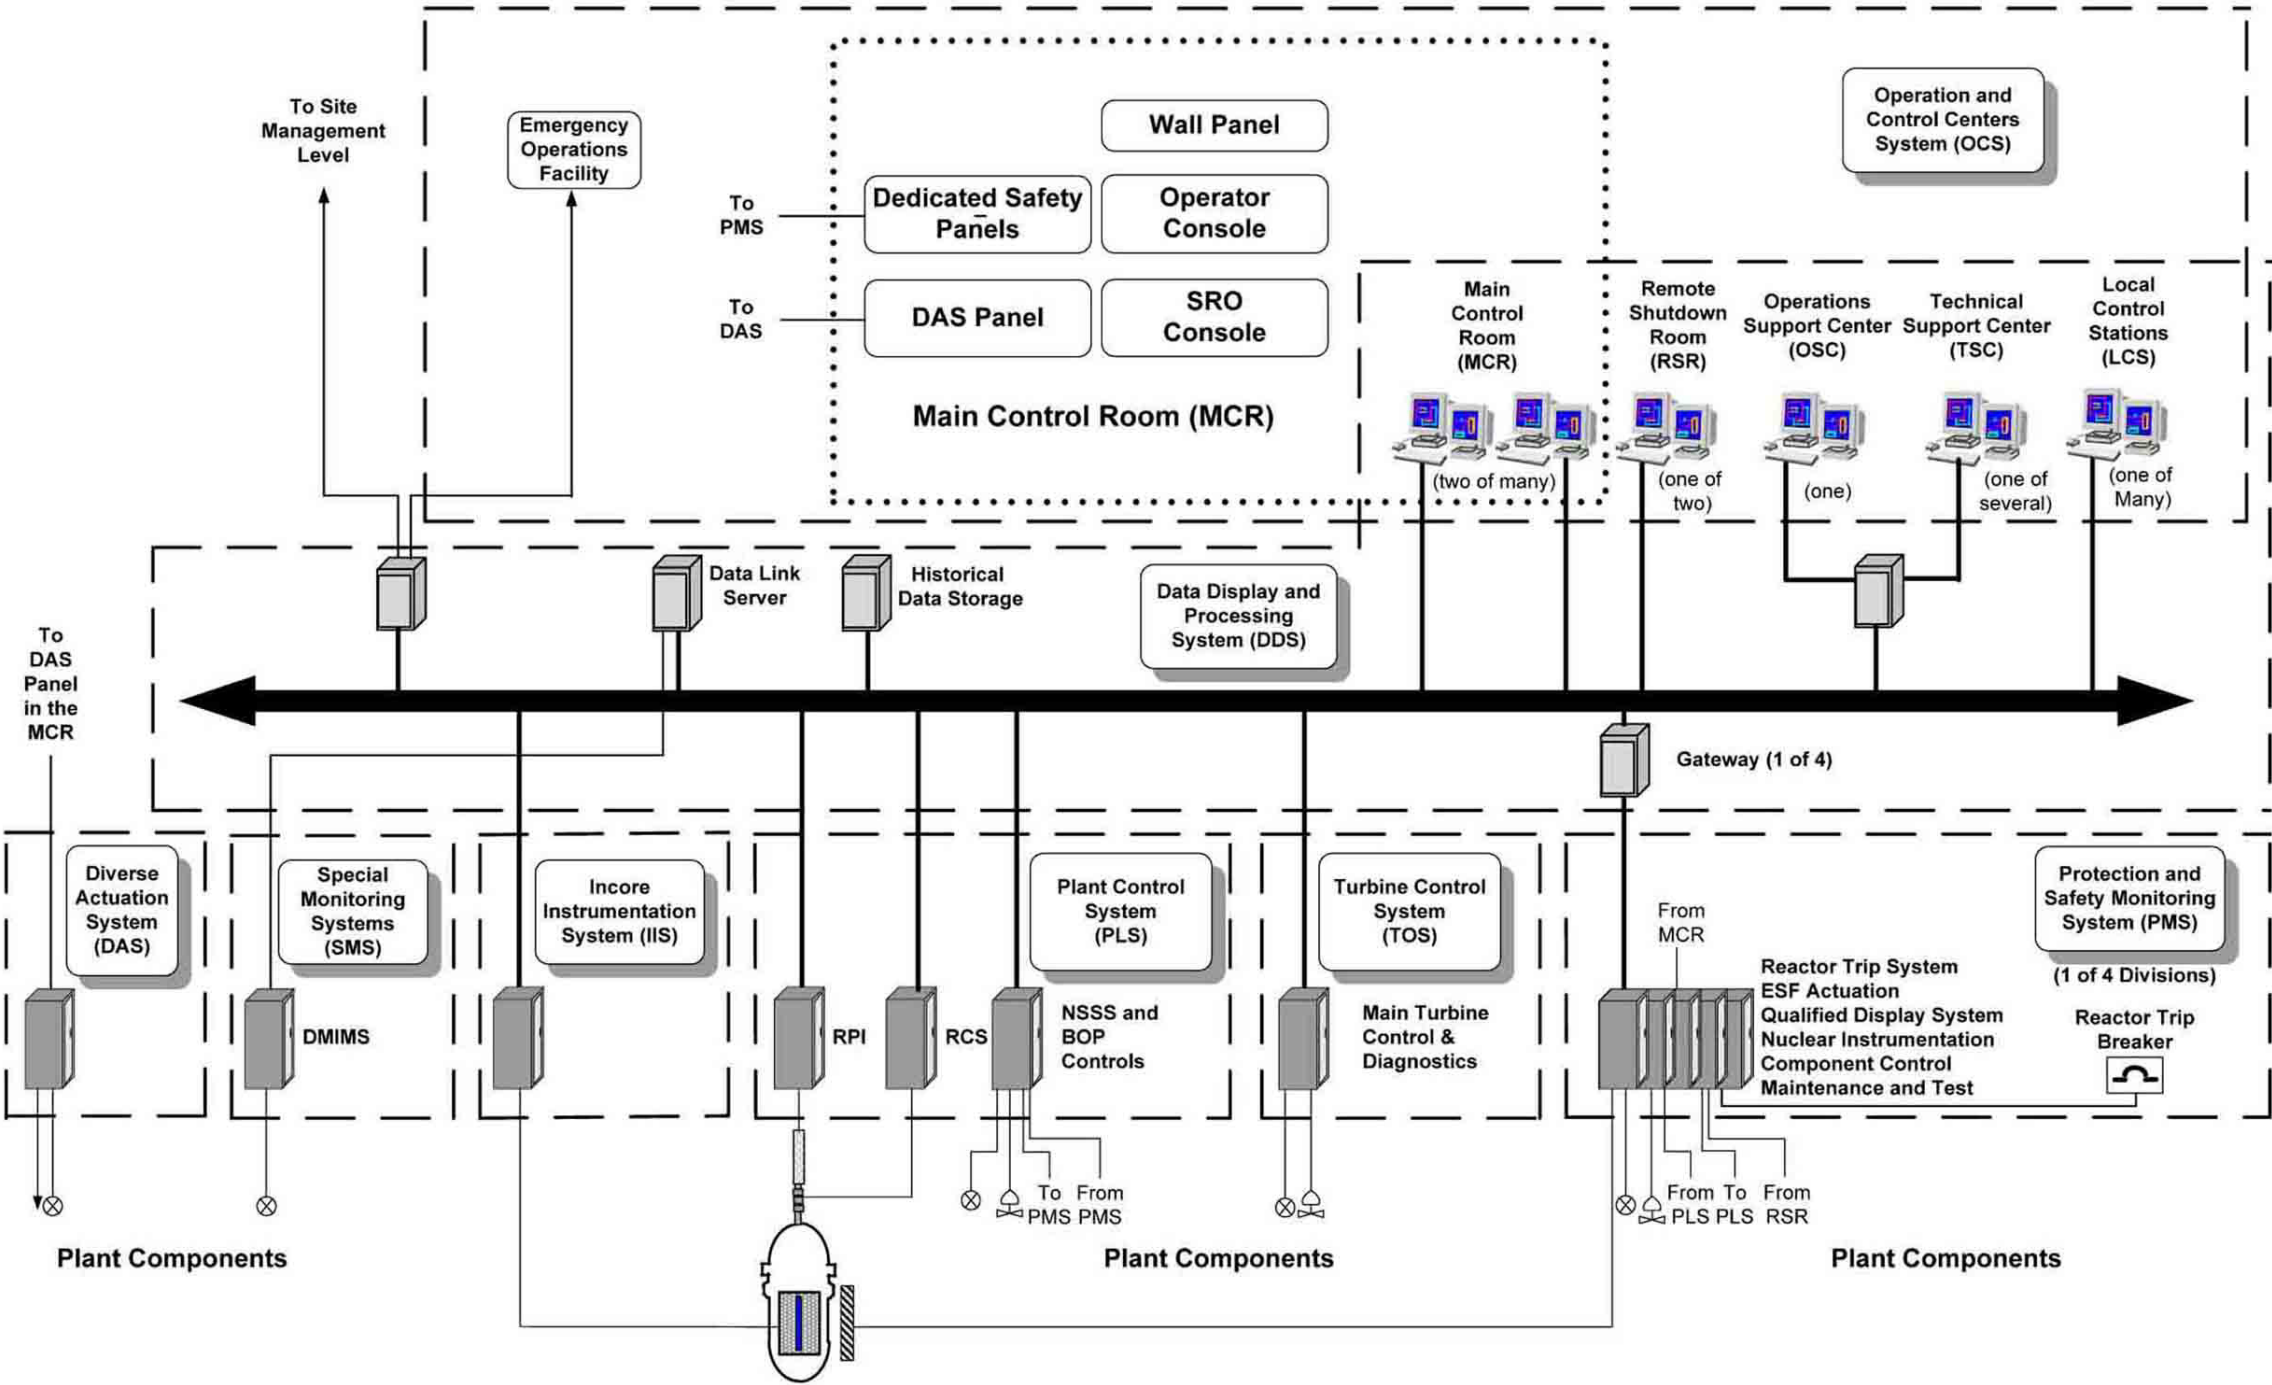 To Site
Management
Level
Emergency
Operations
Facility
Wall Panel
Operation and
Control Centers
System (OCS)
To
PMS
Dedicated Safety
Panels
Operator
Console
To
DAS
DAS Panel
SRO
Console
Main Control Room (MCR)
Main
Control
Room
(MCR)
Remote
Shutdown
Room
(RSR)
Operations
Support Center
(OSC)
Technical
Support Center
(TSC)
Local
Control
Stations
(LCS)
(two of many)
(one of
two)
(one)
(one of
several)
(one of
Many)
Data Link
Server
Historical
Data Storage
Data Display and
Processing
System (DDS)
To
DAS
Panel
in the
MCR
Gateway (1 of 4)
Diverse
Actuation
System
(DAS)
Special
Monitoring
Systems
(SMS)
Incore
Instrumentation
System (IIS)
Plant Control
System
(PLS)
Turbine Control
System
(TOS)
From
MCR
Protection and
Safety Monitoring
System (PMS)
(1 of 4 Divisions)
DMIMS
RPI
RCS
NSSS and
BOP
Controls
Main Turbine
Control &
Diagnostics
Reactor Trip System
ESF Actuation
Qualified Display System
Nuclear Instrumentation
Component Control
Maintenance and Test
Reactor Trip
Breaker
To
PMS
From
PMS
From
PLS
To
PLS
From
RSR
Plant Components
Plant Components
Plant Components